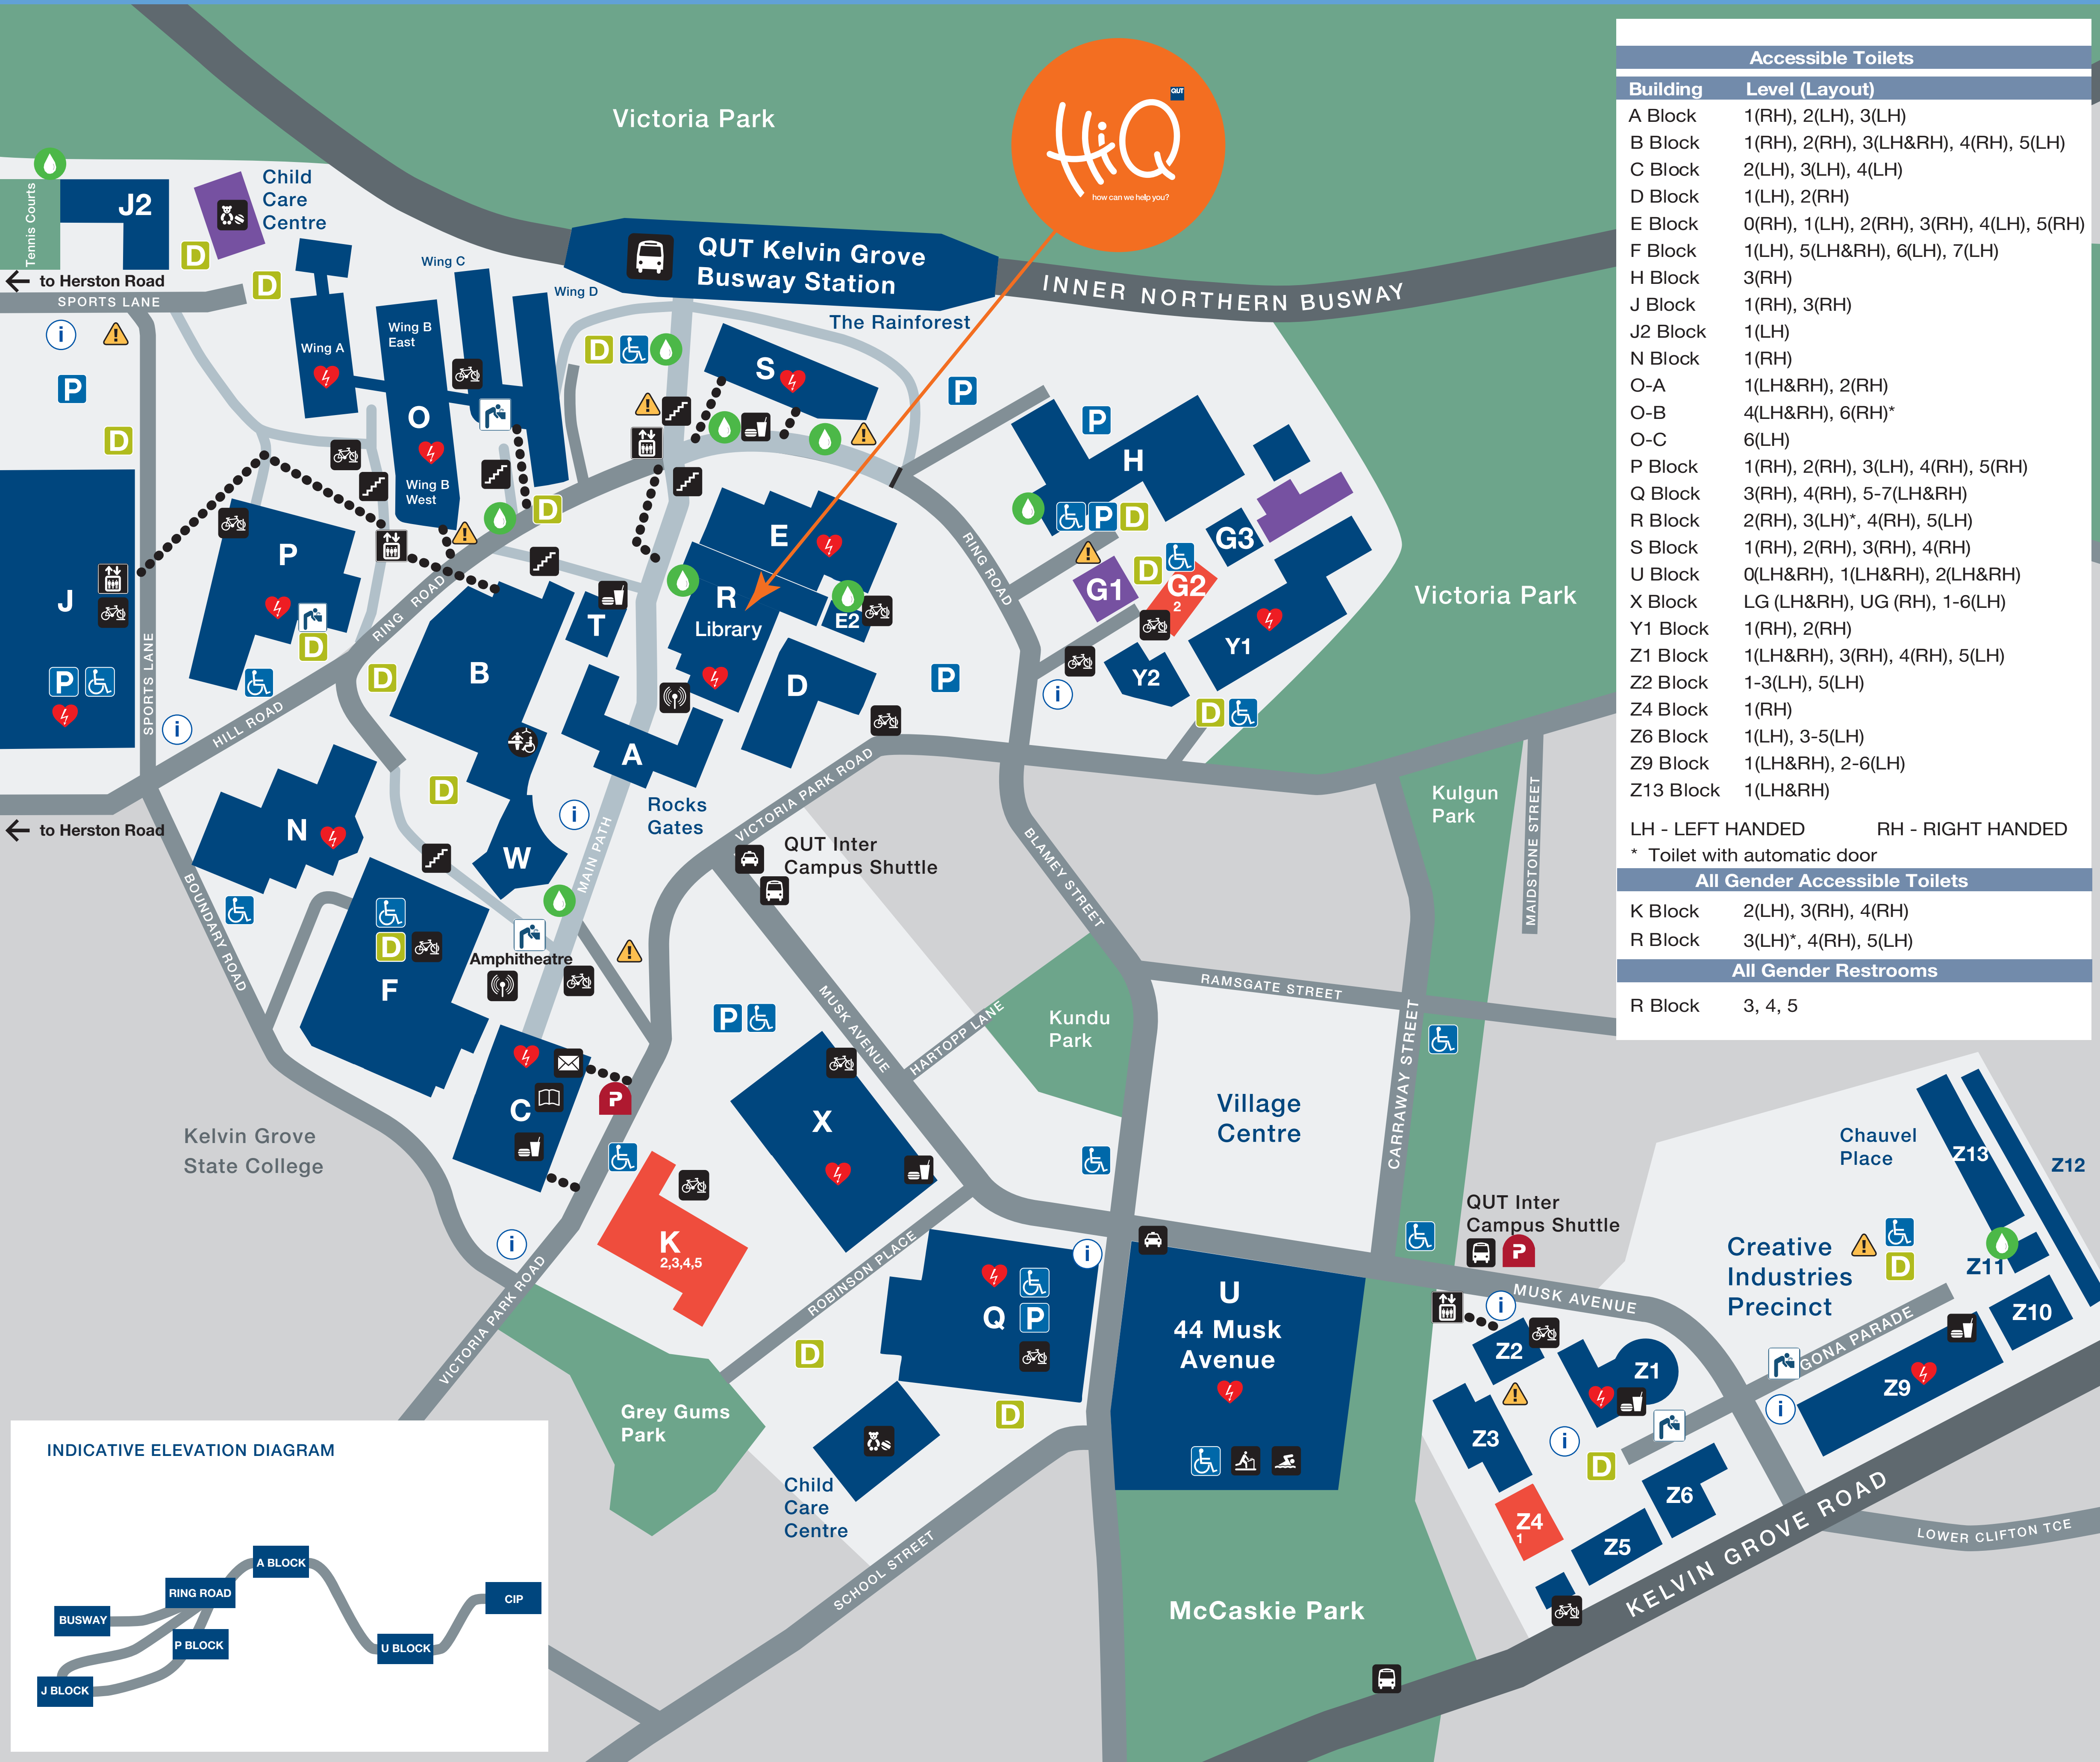 Victoria Park
HiQ
QUT
how can we help you?
Tennis Courts
J2
Child
Care
Centre
D
D
to Herston Road
SPORTS LANE
i
P
D
Wing A
Wing B
East
O
Wing B
West
Wing C
Wing D
QUT Kelvin Grove
Busway Station
INNER NORTHERN BUSWAY
The Rainforest
D
S
P
P
H
P D
D
E
RING ROAD
G3
D
G1
G2
2
Victoria Park
J
P
P
D
SPORTS LANE
RING ROAD
T
R
Library
E2
Y1
Y2
i
D
B
D
D
P
i
HILL ROAD
A
D
Rocks
Gates
VICTORIA PARK ROAD
i
to Herston Road
N
W
MAIN PATH
QUT Inter
Campus Shuttle
BLAMEY STREET
Kulgun
Park
MAIDSTONE STREET
BOUNDARY ROAD
D
F
Amphitheatre
MUSK AVENUE
P
HARTOPP LANE
Kundu
Park
RAMSGATE STREET
CARRAWAY STREET
Village
Centre
C
P
X
Kelvin Grove
State College
K
2,3,4,5
i
VICTORIA PARK ROAD
ROBINSON PLACE
Q
P
i
D
D
U
44 Musk
Avenue
Grey Gums
Park
Child
Care
Centre
SCHOOL STREET
McCaskie Park
QUT Inter
Campus Shuttle
P
MUSK AVENUE
i
Z2
Z1
Z3
i
D
Z4
1
Z5
Z6
Creative
Industries
Precinct
D
Chauvel
Place
Z13
Z12
Z11
Z10
GONA PARADE
Z9
i
KELVIN GROVE ROAD
LOWER CLIFTON TCE
INDICATIVE ELEVATION DIAGRAM
A BLOCK
RING ROAD
BUSWAY
P BLOCK
J BLOCK
U BLOCK
CIP
Accessible Toilets
Building Level (Layout)
A Block 1(RH), 2(LH), 3(LH)
B Block 1(RH), 2(RH), 3(LH&RH), 4(RH), 5(LH)
C Block 2(LH), 3(LH), 4(LH)
D Block 1(LH), 2(RH)
E Block 0(RH), 1(LH), 2(RH), 3(RH), 4(LH), 5(RH)
F Block 1(LH), 5(LH&RH), 6(LH), 7(LH)
H Block 3(RH)
J Block 1(RH), 3(RH)
J2 Block 1(LH)
N Block 1(RH)
O-A 1(LH&RH), 2(RH)
O-B 4(LH&RH), 6(RH)*
O-C 6(LH)
P Block 1(RH), 2(RH), 3(LH), 4(RH), 5(RH)
Q Block 3(RH), 4(RH), 5-7(LH&RH)
R Block 2(RH), 3(LH)*, 4(RH), 5(LH)
S Block 1(RH), 2(RH), 3(RH), 4(RH)
U Block 0(LH&RH), 1(LH&RH), 2(LH&RH)
X Block LG (LH&RH), UG (RH), 1-6(LH)
Y1 Block 1(RH), 2(RH)
Z1 Block 1(LH&RH), 3(RH), 4(RH), 5(LH)
Z2 Block 1-3(LH), 5(LH)
Z4 Block 1(RH)
Z6 Block 1(LH), 3-5(LH)
Z9 Block 1(LH&RH), 2-6(LH)
Z13 Block 1(LH&RH)
LH - LEFT HANDED RH - RIGHT HANDED
* Toilet with automatic door
All Gender Accessible Toilets
K Block 2(LH), 3(RH), 4(RH)
R Block 3(LH)*, 4(RH), 5(LH)
All Gender Restrooms
R Block 3, 4, 5